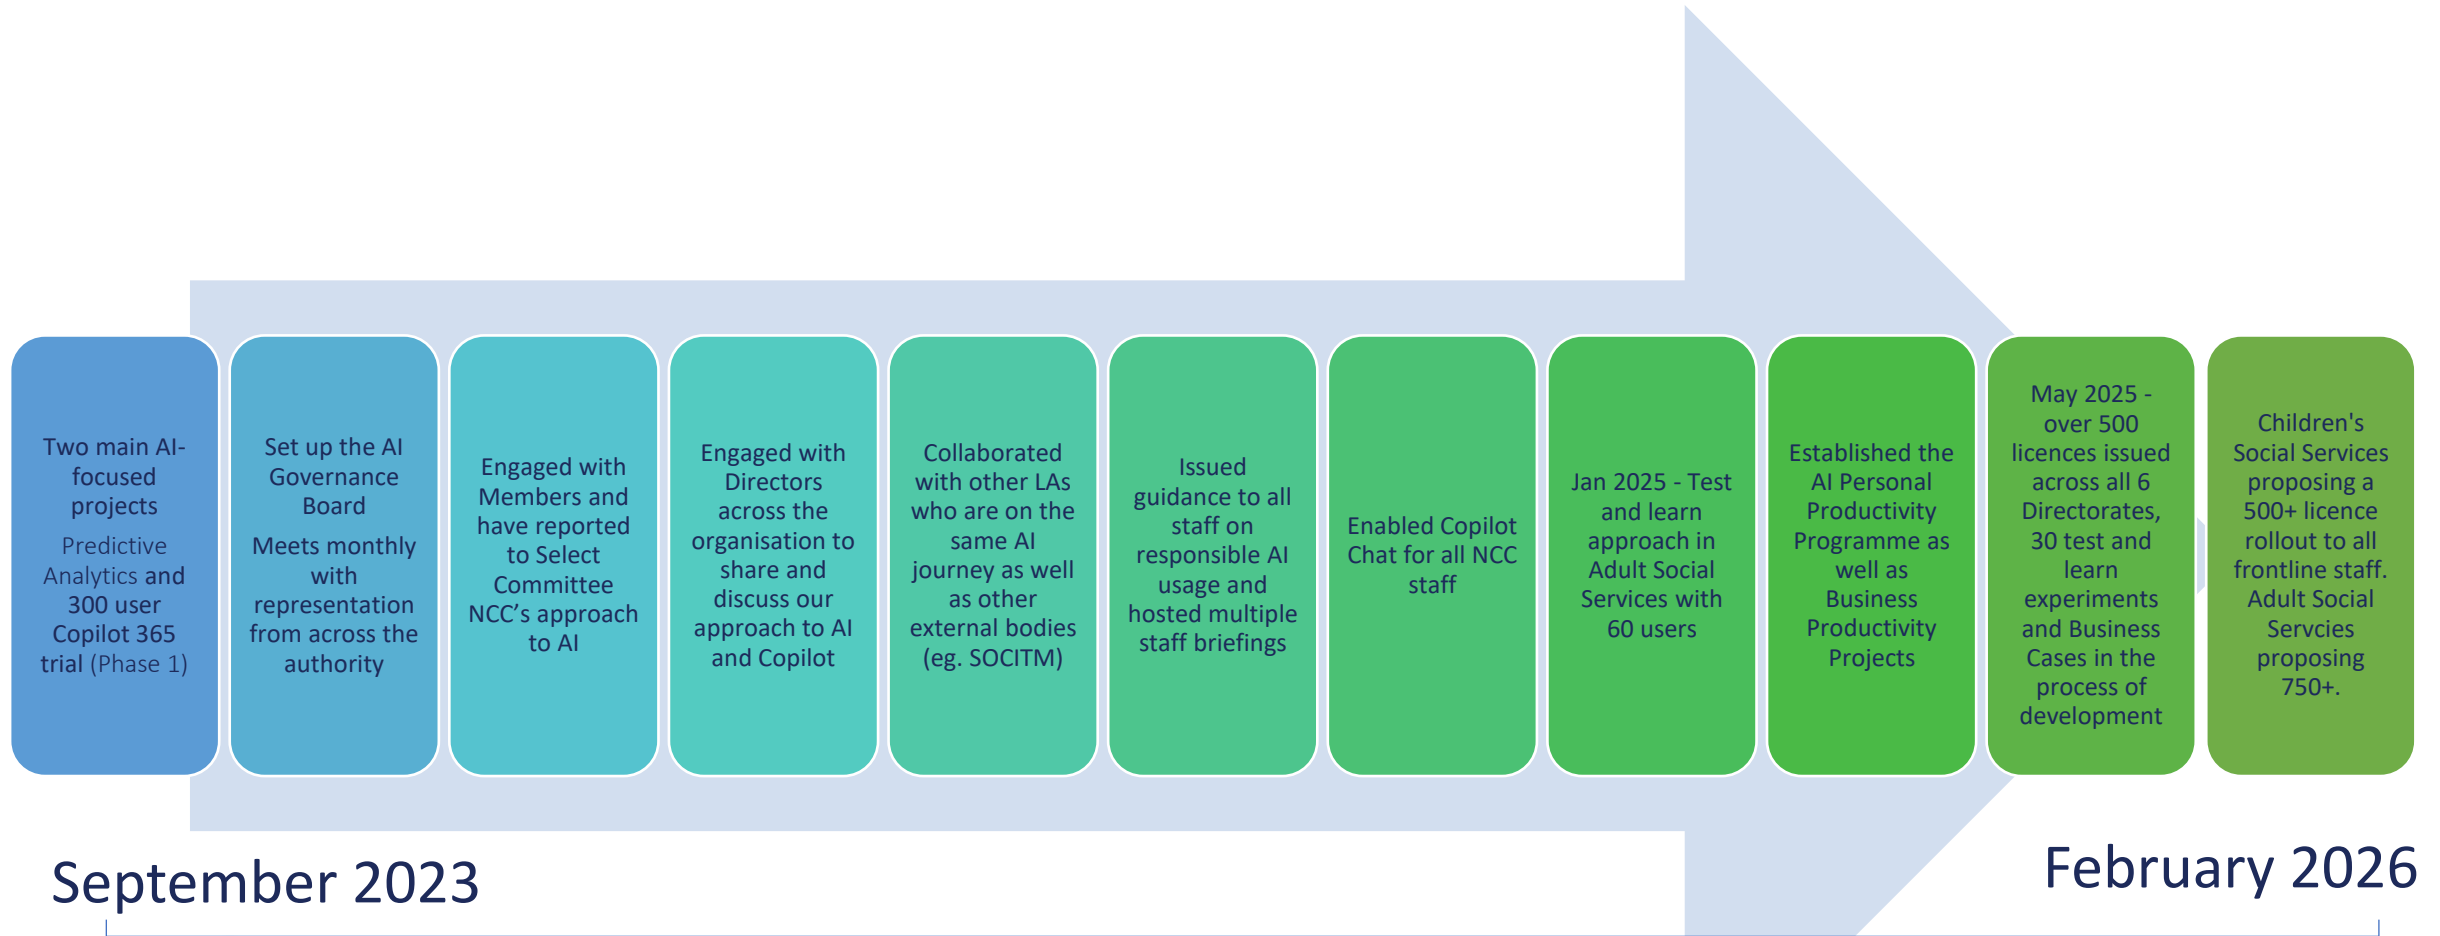 Two main AI-
focused
projects
Predictive
Analytics and
300 user
Copilot 365
trial (Phase 1)
Set up the AI
Governance
Board
Meets monthly
with
representation
from across the
authority
Engaged with
Members and
have reported
to Select
Committee
NCC’s approach
to AI
Engaged with
Directors
across the
organisation to
share and
discuss our
approach to AI
and Copilot
Collaborated
with other LAs
who are on the
same AI
journey as well
as other
external bodies
(eg. SOCITM)
Issued
guidance to all
staff on
responsible AI
usage and
hosted multiple
staff briefings
Enabled Copilot
Chat for all NCC
staff
Jan 2025 - Test
and learn
approach in
Adult Social
Services with
60 users
Established the
AI Personal
Productivity
Programme as
well as
Business
Productivity
Projects
May 2025 -
over 500
licences issued
across all 6
Directorates,
30 test and
learn
experiments
and Business
Cases in the
process of
development
Children's
Social Services
proposing a
500+ licence
rollout to all
frontline staff.
Adult Social
Servcies
proposing
750+.
September 2023
February 2026